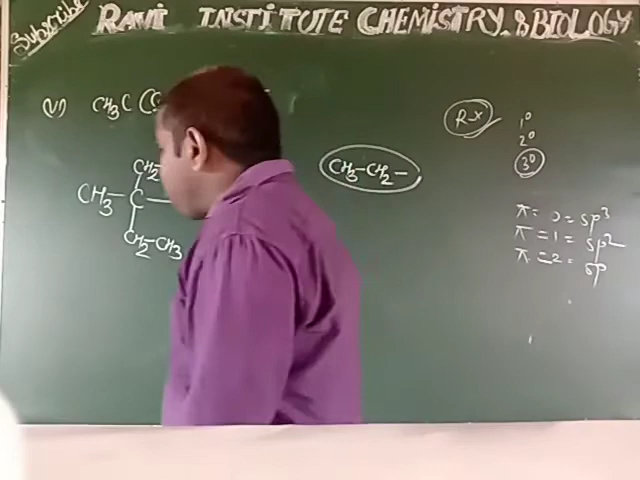 Subscribe
RAVI INSTITUTE CHEMISTRY & BIOLOGY
(VI) CH3C (C
R-X
1°
2°
3°
CH2-
CH3-CH2-
CH3-C-
CH2-CH3
π = 0 = sp3
π = 1 = sp2
π = 2 = sp